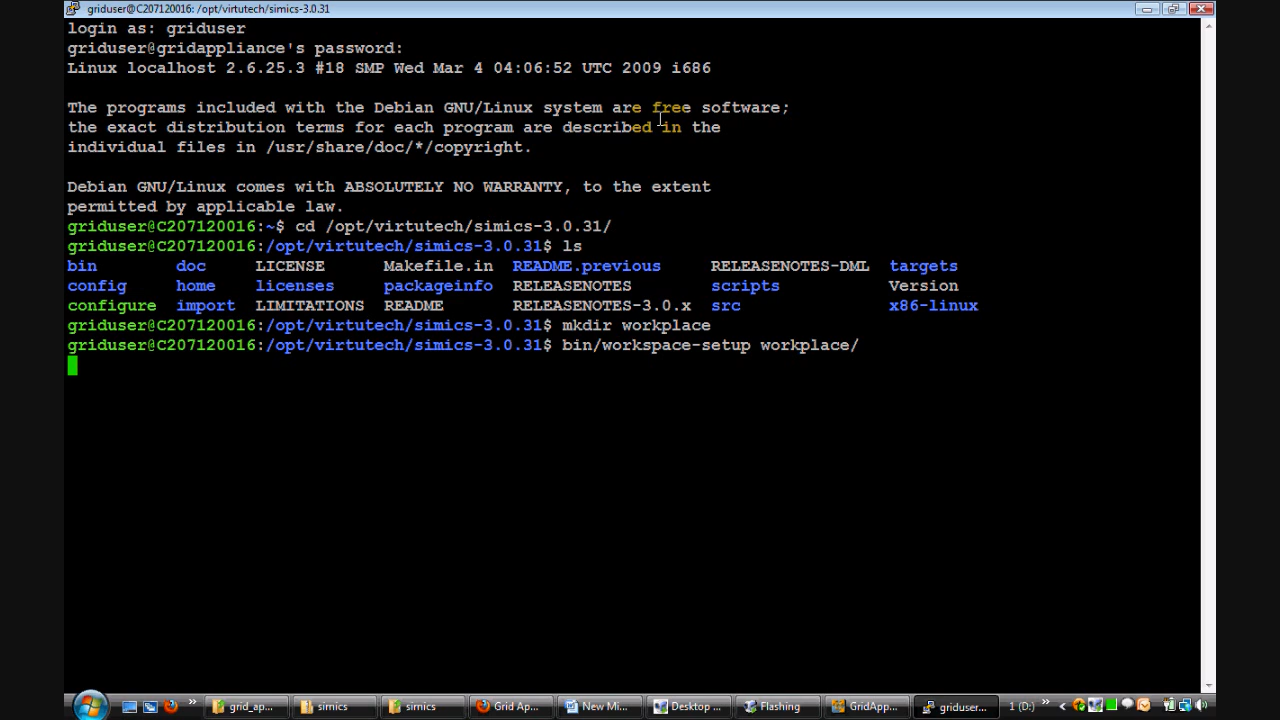 griduser@C207120016: /opt/virtutech/simics-3.0.31
login as: griduser
griduser@gridappliance's password:
Linux localhost 2.6.25.3 #18 SMP Wed Mar 4 04:06:52 UTC 2009 i686
The programs included with the Debian GNU/Linux system are free software;
the exact distribution terms for each program are described in the
individual files in /usr/share/doc/*/copyright.
Debian GNU/Linux comes with ABSOLUTELY NO WARRANTY, to the extent
permitted by applicable law.
griduser@C207120016:~$ cd /opt/virtutech/simics-3.0.31/
griduser@C207120016:/opt/virtutech/simics-3.0.31$ ls
bin doc LICENSE Makefile.in README.previous RELEASENOTES-DML targets
config home licenses packageinfo RELEASENOTES scripts Version
configure import LIMITATIONS README RELEASENOTES-3.0.x src x86-linux
griduser@C207120016:/opt/virtutech/simics-3.0.31$ mkdir workplace
griduser@C207120016:/opt/virtutech/simics-3.0.31$ bin/workspace-setup workplace/
grid_ap... simics simics Grid Ap... New Mi... Desktop ... Flashing GridApp... griduser... 1 (D:)